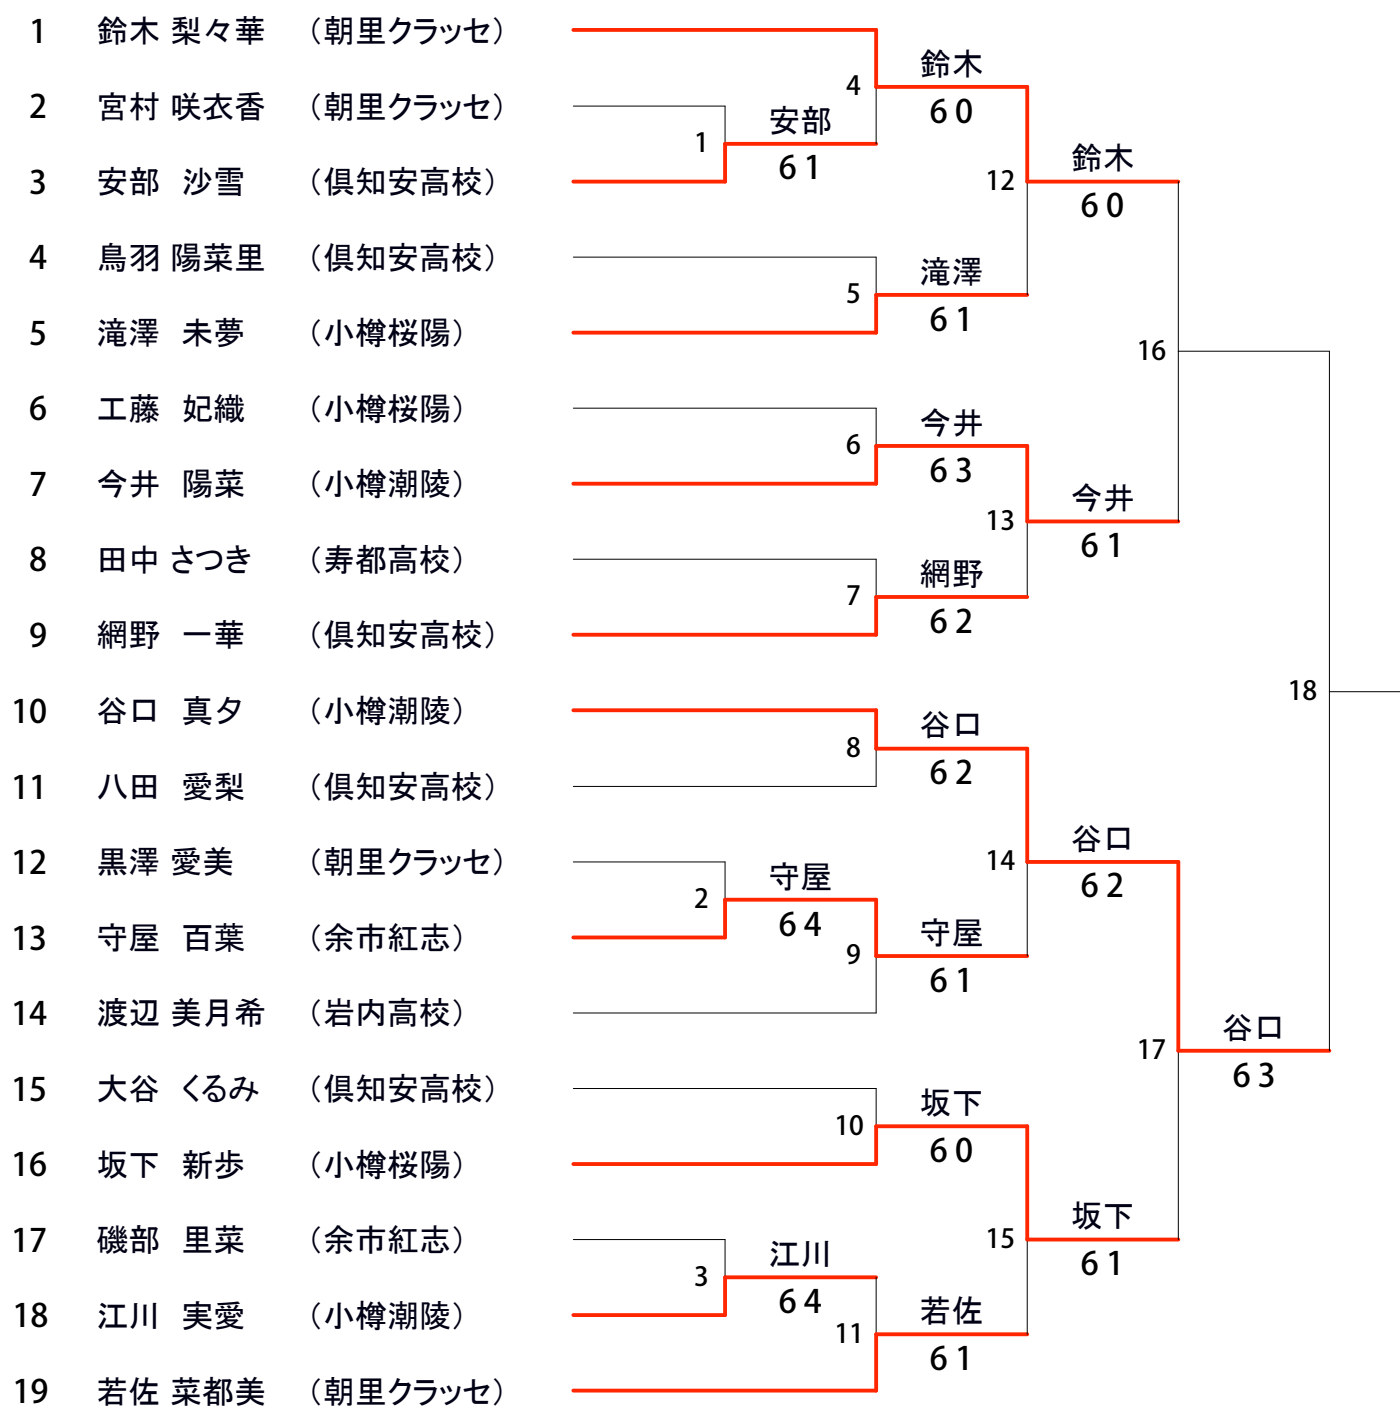 1 鈴木 梨々華 （朝里クラッセ）
鈴木
4
60
2 宮村 咲衣香 （朝里クラッセ）
安部
1
61
鈴木
12
60
3 安部 沙雪 （倶知安高校）
4 鳥羽 陽菜里 （倶知安高校）
滝澤
5
61
5 滝澤 未夢 （小樽桜陽）
16
6 工藤 妃織 （小樽桜陽）
今井
6
63
7 今井 陽菜 （小樽潮陵）
今井
13
61
8 田中 さつき （寿都高校）
網野
7
62
9 網野 一華 （倶知安高校）
18
10 谷口 真夕 （小樽潮陵）
谷口
8
62
11 八田 愛梨 （倶知安高校）
谷口
14
62
12 黒澤 愛美 （朝里クラッセ）
守屋
2
64
13 守屋 百葉 （余市紅志）
守屋
9
61
14 渡辺 美月希 （岩内高校）
谷口
17
63
15 大谷 くるみ （倶知安高校）
坂下
10
60
16 坂下 新歩 （小樽桜陽）
坂下
15
61
17 磯部 里菜 （余市紅志）
江川
3
64
18 江川 実愛 （小樽潮陵）
若佐
11
61
19 若佐 菜都美 （朝里クラッセ）